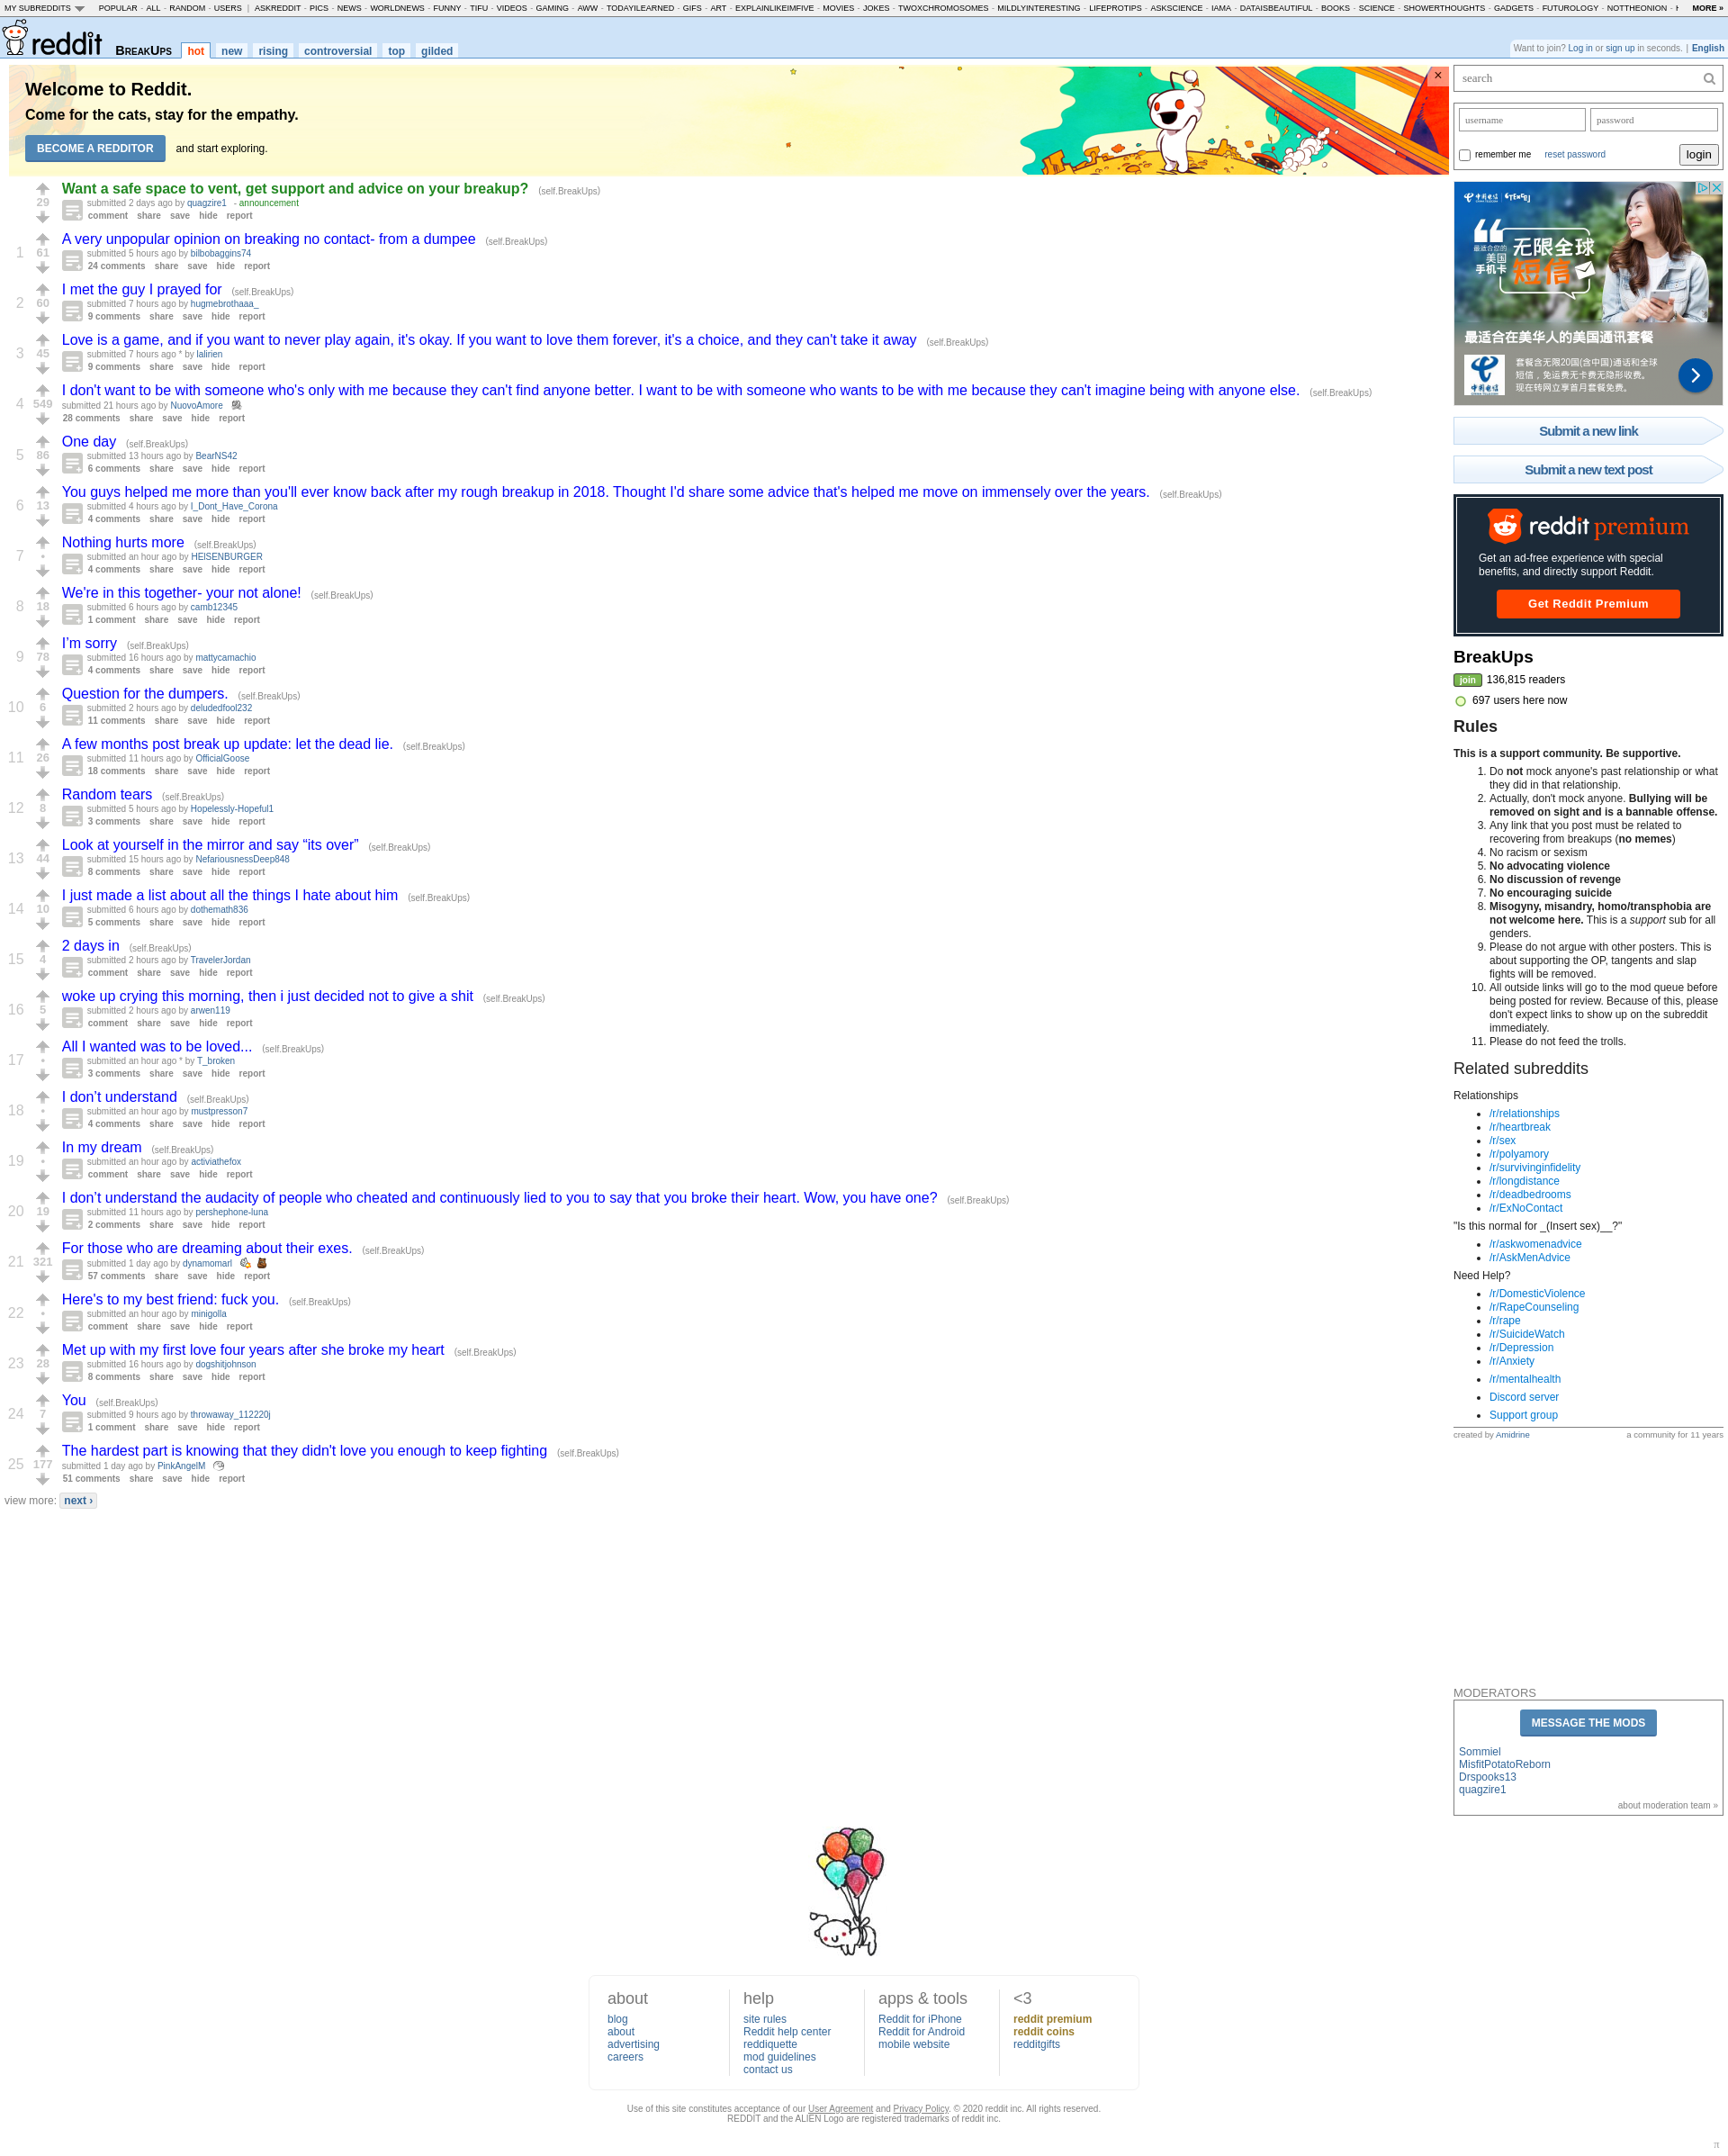 MY SUBREDDITS POPULAR - ALL - RANDOM - USERS | ASKREDDIT - PICS - NEWS - WORLDNEWS - FUNNY - TIFU - VIDEOS - GAMING - AWW - TODAYILEARNED - GIFS - ART - EXPLAINLIKEIMFIVE - MOVIES - JOKES - TWOXCHROMOSOMES - MILDLYINTERESTING - LIFEPROTIPS - ASKSCIENCE - IAMA - DATAISBEAUTIFUL - BOOKS - SCIENCE - SHOWERTHOUGHTS - GADGETS - FUTUROLOGY - NOTTHEONION - MORE »
reddit BREAKUPS hot new rising controversial top gilded
Want to join? Log in or sign up in seconds. | English
Welcome to Reddit.
Come for the cats, stay for the empathy.
BECOME A REDDITOR and start exploring.
×
Want a safe space to vent, get support and advice on your breakup? (self.BreakUps)
29
submitted 2 days ago by quagzire1 - announcement
comment share save hide report
A very unpopular opinion on breaking no contact- from a dumpee (self.BreakUps)
1 61
submitted 5 hours ago by bilbobaggins74
24 comments share save hide report
I met the guy I prayed for (self.BreakUps)
2 60
submitted 7 hours ago by hugmebrothaaa_
9 comments share save hide report
Love is a game, and if you want to never play again, it's okay. If you want to love them forever, it's a choice, and they can't take it away (self.BreakUps)
3 45
submitted 7 hours ago * by lalirien
9 comments share save hide report
I don't want to be with someone who's only with me because they can't find anyone better. I want to be with someone who wants to be with me because they can't imagine being with anyone else. (self.BreakUps)
4 549
submitted 21 hours ago by NuovoAmore
28 comments share save hide report
One day (self.BreakUps)
5 86
submitted 13 hours ago by BearNS42
6 comments share save hide report
You guys helped me more than you'll ever know back after my rough breakup in 2018. Thought I'd share some advice that's helped me move on immensely over the years. (self.BreakUps)
6 13
submitted 4 hours ago by I_Dont_Have_Corona
4 comments share save hide report
Nothing hurts more (self.BreakUps)
7 •
submitted an hour ago by HEISENBURGER
4 comments share save hide report
We're in this together- your not alone! (self.BreakUps)
8 18
submitted 6 hours ago by camb12345
1 comment share save hide report
I’m sorry (self.BreakUps)
9 78
submitted 16 hours ago by mattycamachio
4 comments share save hide report
Question for the dumpers. (self.BreakUps)
10 6
submitted 2 hours ago by deludedfool232
11 comments share save hide report
A few months post break up update: let the dead lie. (self.BreakUps)
11 26
submitted 11 hours ago by OfficialGoose
18 comments share save hide report
Random tears (self.BreakUps)
12 8
submitted 5 hours ago by Hopelessly-Hopeful1
3 comments share save hide report
Look at yourself in the mirror and say “its over” (self.BreakUps)
13 44
submitted 15 hours ago by NefariousnessDeep848
8 comments share save hide report
I just made a list about all the things I hate about him (self.BreakUps)
14 10
submitted 6 hours ago by dothemath836
5 comments share save hide report
2 days in (self.BreakUps)
15 4
submitted 2 hours ago by TravelerJordan
comment share save hide report
woke up crying this morning, then i just decided not to give a shit (self.BreakUps)
16 5
submitted 2 hours ago by arwen119
comment share save hide report
All I wanted was to be loved... (self.BreakUps)
17 •
submitted an hour ago * by T_broken
3 comments share save hide report
I don’t understand (self.BreakUps)
18 •
submitted an hour ago by mustpresson7
4 comments share save hide report
In my dream (self.BreakUps)
19 •
submitted an hour ago by activiathefox
comment share save hide report
I don’t understand the audacity of people who cheated and continuously lied to you to say that you broke their heart. Wow, you have one? (self.BreakUps)
20 19
submitted 11 hours ago by pershephone-luna
2 comments share save hide report
For those who are dreaming about their exes. (self.BreakUps)
21 321
submitted 1 day ago by dynamomarl
57 comments share save hide report
Here's to my best friend: fuck you. (self.BreakUps)
22 •
submitted an hour ago by minigolla
comment share save hide report
Met up with my first love four years after she broke my heart (self.BreakUps)
23 28
submitted 16 hours ago by dogshitjohnson
8 comments share save hide report
You (self.BreakUps)
24 7
submitted 9 hours ago by throwaway_112220j
1 comment share save hide report
The hardest part is knowing that they didn't love you enough to keep fighting (self.BreakUps)
25 177
submitted 1 day ago by PinkAngelM
51 comments share save hide report
view more: next ›
search
username password
remember me reset password login
中国电信
最适合你的
美国
手机卡
无限全球
短信
最适合在美华人的美国通讯套餐
中国电信
套餐含无限20国(含中国)通话和全球
短信，免运费无卡费无隐形收费。
现在转网立享首月套餐免费。
Submit a new link
Submit a new text post
reddit premium
Get an ad-free experience with special
benefits, and directly support Reddit.
Get Reddit Premium
BreakUps
join 136,815 readers
697 users here now
Rules
This is a support community. Be supportive.
1. Do not mock anyone's past relationship or what
they did in that relationship.
2. Actually, don't mock anyone. Bullying will be
removed on sight and is a bannable offense.
3. Any link that you post must be related to
recovering from breakups (no memes)
4. No racism or sexism
5. No advocating violence
6. No discussion of revenge
7. No encouraging suicide
8. Misogyny, misandry, homo/transphobia are
not welcome here. This is a support sub for all
genders.
9. Please do not argue with other posters. This is
about supporting the OP, tangents and slap
fights will be removed.
10. All outside links will go to the mod queue before
being posted for review. Because of this, please
don't expect links to show up on the subreddit
immediately.
11. Please do not feed the trolls.
Related subreddits
Relationships
• /r/relationships
• /r/heartbreak
• /r/sex
• /r/polyamory
• /r/survivinginfidelity
• /r/longdistance
• /r/deadbedrooms
• /r/ExNoContact
"Is this normal for _(Insert sex)__?"
• /r/askwomenadvice
• /r/AskMenAdvice
Need Help?
• /r/DomesticViolence
• /r/RapeCounseling
• /r/rape
• /r/SuicideWatch
• /r/Depression
• /r/Anxiety
• /r/mentalhealth
• Discord server
• Support group
created by Amidrine a community for 11 years
MODERATORS
MESSAGE THE MODS
Sommiel
MisfitPotatoReborn
Drspooks13
quagzire1
about moderation team »
about help apps & tools <3
blog site rules Reddit for iPhone reddit premium
about Reddit help center Reddit for Android reddit coins
advertising reddiquette mobile website redditgifts
careers mod guidelines
contact us
Use of this site constitutes acceptance of our User Agreement and Privacy Policy. © 2020 reddit inc. All rights reserved.
REDDIT and the ALIEN Logo are registered trademarks of reddit inc.
π